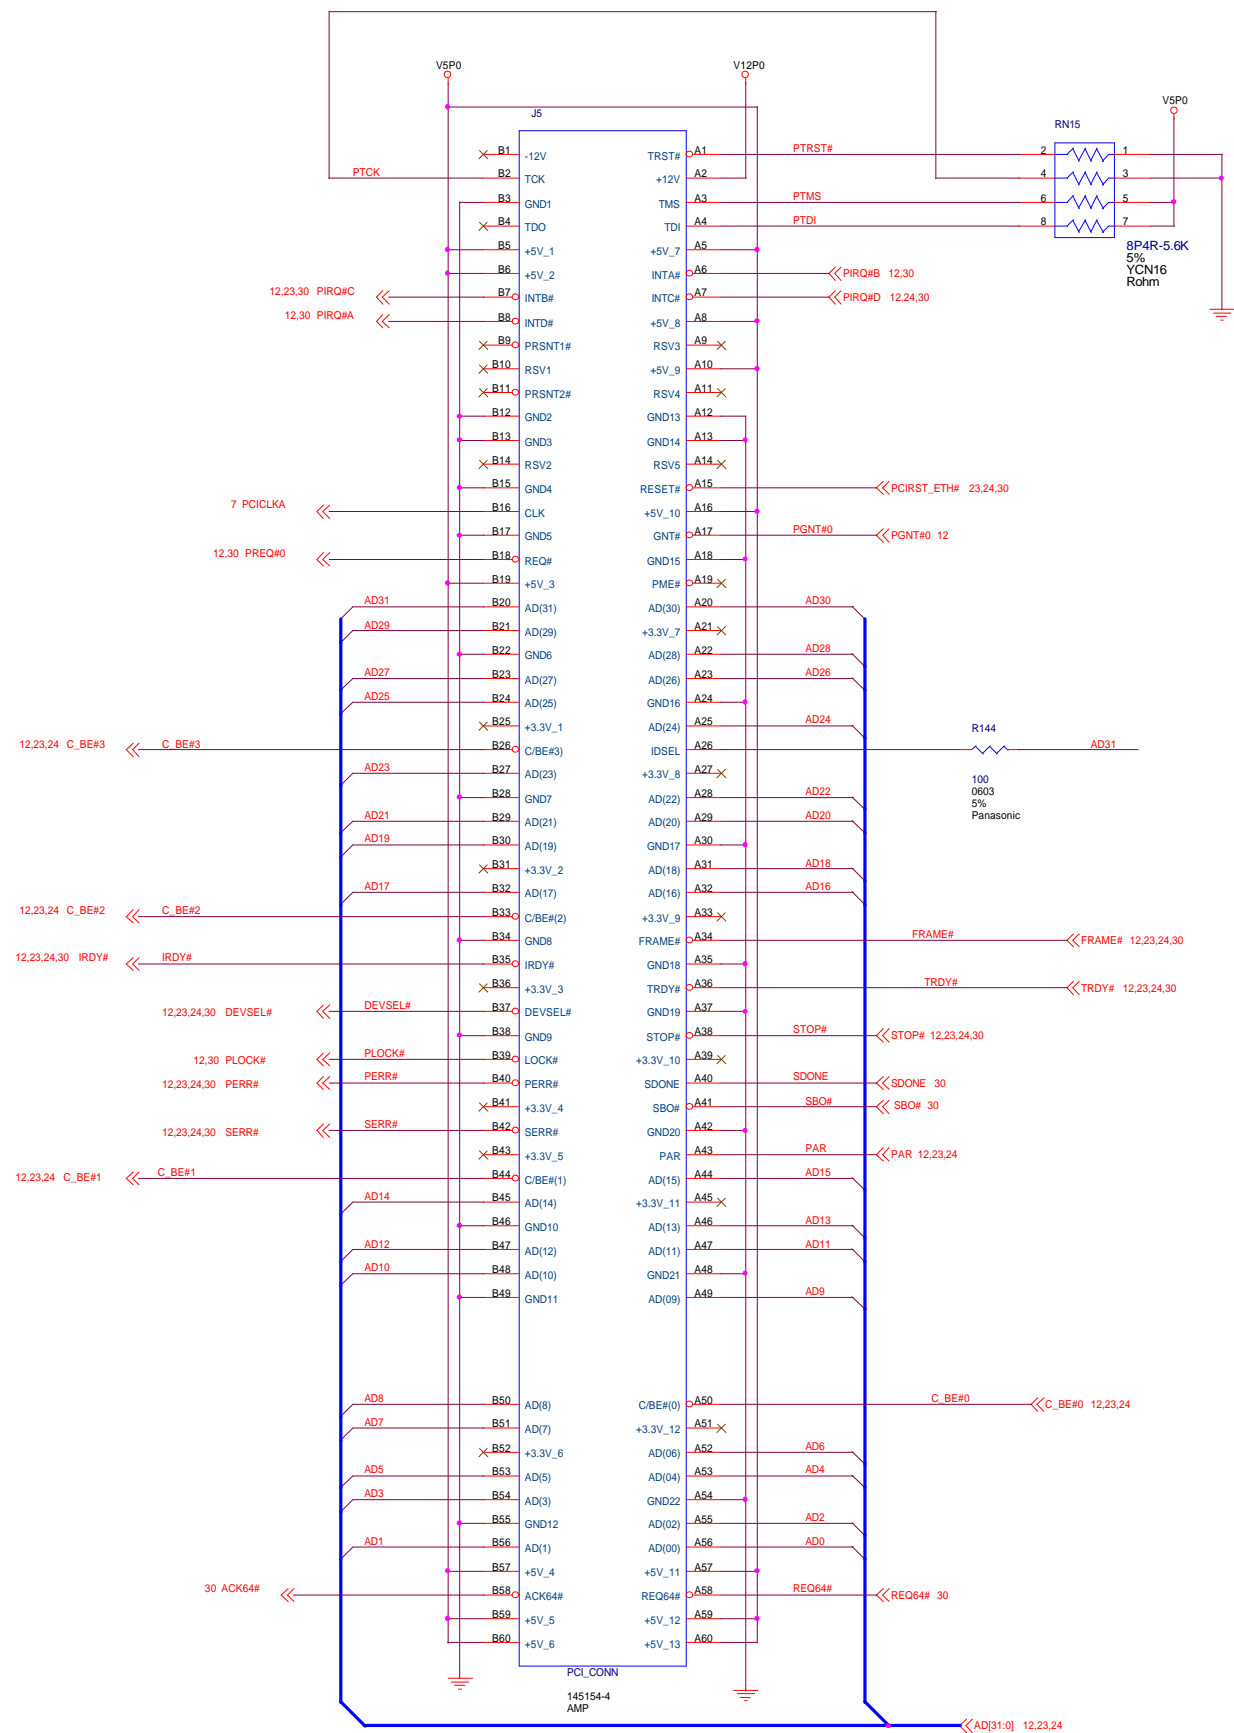 V5P0
V12P0
V5P0
J5
RN15
B1 -12V TRST# A1 PTRST# 2 1
PTCK B2 TCK +12V A2 4 3
B3 GND1 TMS A3 PTMS 6 5
B4 TDO TDI A4 PTDI 8 7
B5 +5V_1 +5V_7 A5
8P4R-5.6K
5%
YCN16
Rohm
B6 +5V_2 INTA# A6 PIRQ#B 12,30
12,23,30 PIRQ#C B7 INTB# INTC# A7 PIRQ#D 12,24,30
12,30 PIRQ#A B8 INTD# +5V_8 A8
B9 PRSNT1# RSV3 A9
B10 RSV1 +5V_9 A10
B11 PRSNT2# RSV4 A11
B12 GND2 GND13 A12
B13 GND3 GND14 A13
B14 RSV2 RSV5 A14
B15 GND4 RESET# A15 PCIRST_ETH# 23,24,30
7 PCICLKA B16 CLK +5V_10 A16
B17 GND5 GNT# A17 PGNT#0 PGNT#0 12
12,30 PREQ#0 B18 REQ# GND15 A18
B19 +5V_3 PME# A19
AD31 B20 AD(31) AD(30) A20 AD30
AD29 B21 AD(29) +3.3V_7 A21
B22 GND6 AD(28) A22 AD28
AD27 B23 AD(27) AD(26) A23 AD26
AD25 B24 AD(25) GND16 A24
B25 +3.3V_1 AD(24) A25 AD24
R144
12,23,24 C_BE#3 C_BE#3 B26 C/BE#3) IDSEL A26 AD31
AD23 B27 AD(23) +3.3V_8 A27
100
0603
5%
Panasonic
B28 GND7 AD(22) A28 AD22
AD21 B29 AD(21) AD(20) A29 AD20
AD19 B30 AD(19) GND17 A30
B31 +3.3V_2 AD(18) A31 AD18
AD17 B32 AD(17) AD(16) A32 AD16
12,23,24 C_BE#2 C_BE#2 B33 C/BE#(2) +3.3V_9 A33
B34 GND8 FRAME# A34 FRAME# FRAME# 12,23,24,30
12,23,24,30 IRDY# IRDY# B35 IRDY# GND18 A35
B36 +3.3V_3 TRDY# A36 TRDY# TRDY# 12,23,24,30
12,23,24,30 DEVSEL# DEVSEL# B37 DEVSEL# GND19 A37
B38 GND9 STOP# A38 STOP# STOP# 12,23,24,30
12,30 PLOCK# PLOCK# B39 LOCK# +3.3V_10 A39
12,23,24,30 PERR# PERR# B40 PERR# SDONE A40 SDONE SDONE 30
B41 +3.3V_4 SBO# A41 SBO# SBO# 30
12,23,24,30 SERR# SERR# B42 SERR# GND20 A42
B43 +3.3V_5 PAR A43 PAR PAR 12,23,24
12,23,24 C_BE#1 C_BE#1 B44 C/BE#(1) AD(15) A44 AD15
AD14 B45 AD(14) +3.3V_11 A45
B46 GND10 AD(13) A46 AD13
AD12 B47 AD(12) AD(11) A47 AD11
AD10 B48 AD(10) GND21 A48
B49 GND11 AD(09) A49 AD9
AD8 B50 AD(8) C/BE#(0) A50 C_BE#0 C_BE#0 12,23,24
AD7 B51 AD(7) +3.3V_12 A51
B52 +3.3V_6 AD(06) A52 AD6
AD5 B53 AD(5) AD(04) A53 AD4
AD3 B54 AD(3) GND22 A54
B55 GND12 AD(02) A55 AD2
AD1 B56 AD(1) AD(00) A56 AD0
B57 +5V_4 +5V_11 A57
30 ACK64# B58 ACK64# REQ64# A58 REQ64# REQ64# 30
B59 +5V_5 +5V_12 A59
B60 +5V_6 +5V_13 A60
PCI_CONN
145154-4
AMP
AD[31:0] 12,23,24